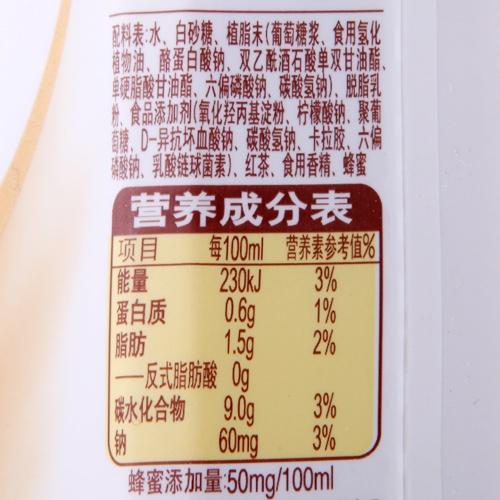 配料表:水、白砂糖、植脂末(葡萄糖浆、食用氢化
植物油、酪蛋白酸钠、双乙酰酒石酸单双甘油酯、
单硬脂酸甘油酯、六偏磷酸钠、碳酸氢钠)、脱脂乳
粉、食品添加剂(氧化羟丙基淀粉、柠檬酸钠、聚葡
萄糖、D-异抗坏血酸钠、碳酸氢钠、卡拉胶、六偏
磷酸钠、乳酸链球菌素)、红茶、食用香精、蜂蜜
营养成分表
项目 每100ml 营养素参考值%
能量 230kJ 3%
蛋白质 0.6g 1%
脂肪 1.5g 2%
——反式脂肪酸 0g
碳水化合物 9.0g 3%
钠 60mg 3%
蜂蜜添加量:50mg/100ml